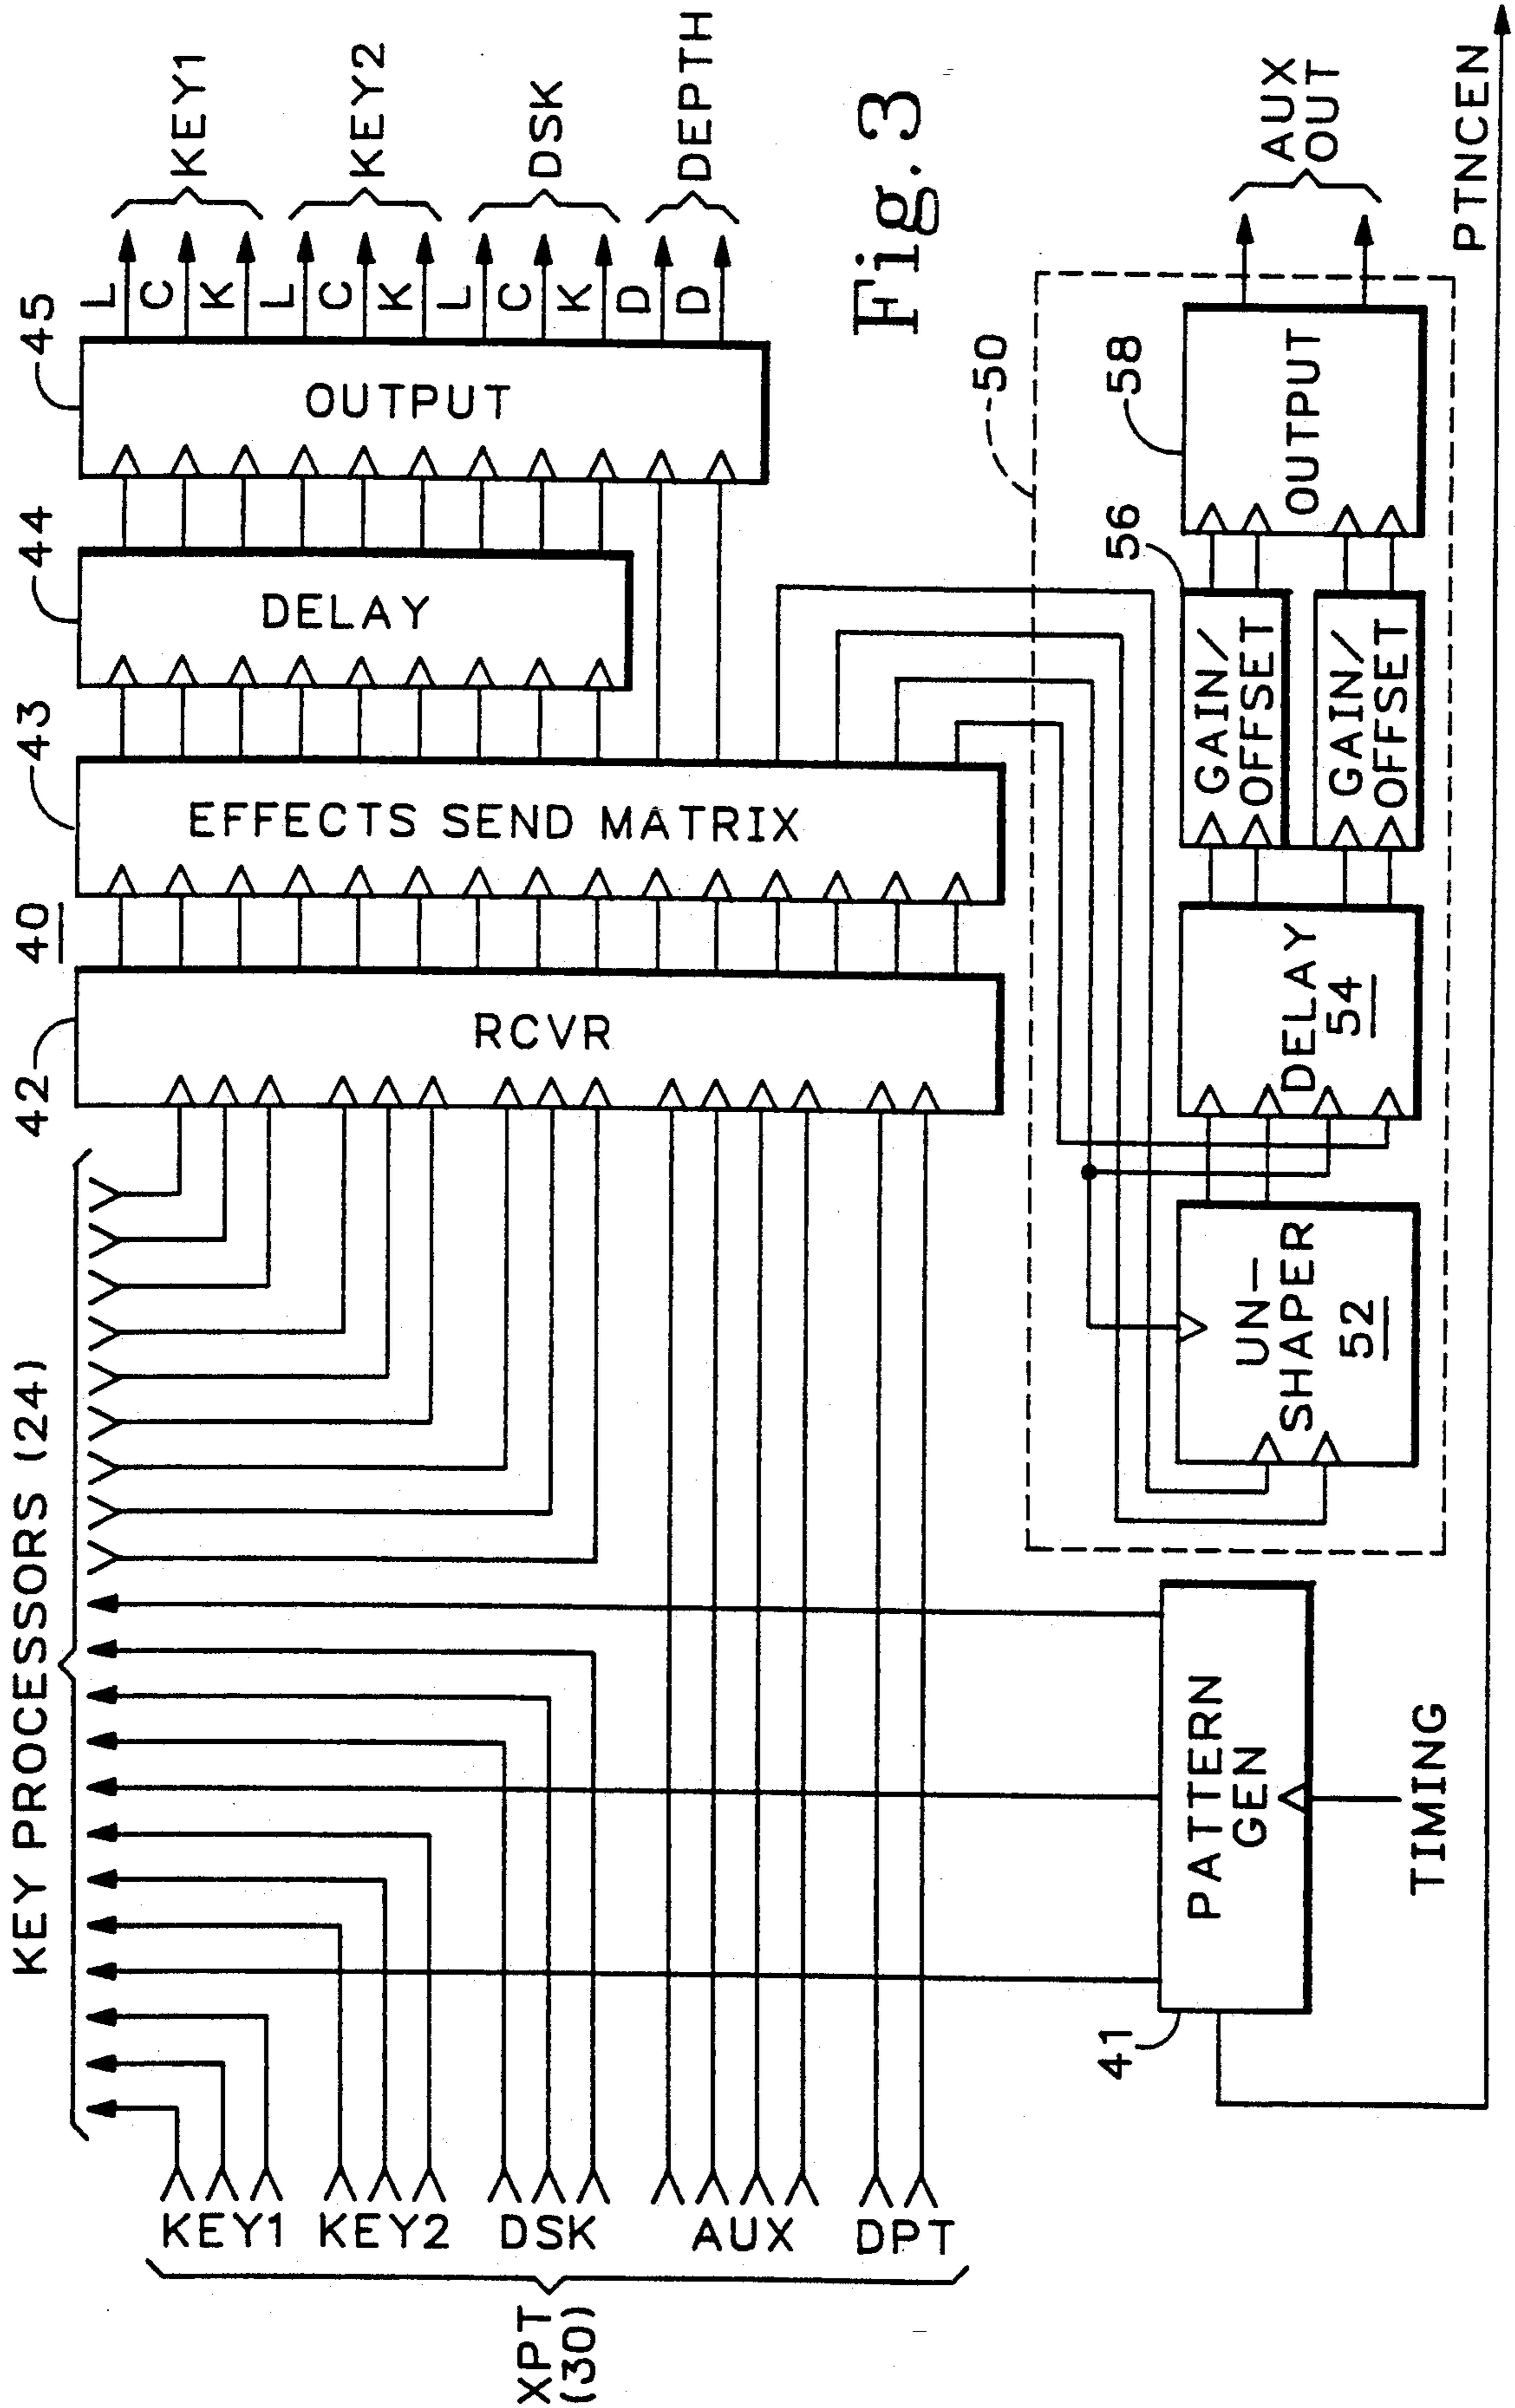 KEY PROCESSORS (24)
XPT
(30)
KEY1
KEY2
DSK
AUX
DPT
42
RCVR
40
43
EFFECTS SEND MATRIX
44
DELAY
45
OUTPUT
L
C
K
L
C
K
L
C
K
D
D
KEY1
KEY2
DSK
DEPTH
Fig.3
41
PATTERN
GEN
TIMING
50
UN-
SHAPER
52
DELAY
54
56
GAIN/
OFFSET
GAIN/
OFFSET
58
OUTPUT
AUX
OUT
PTNCEN